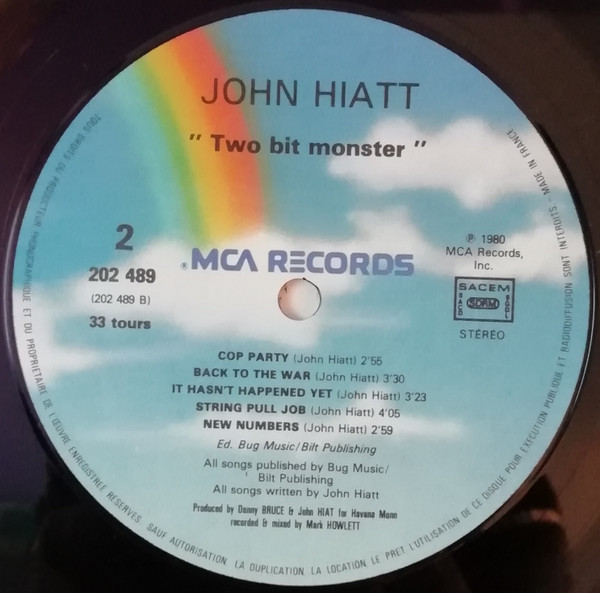 JOHN HIATT
" Two bit monster "
2
202 489
(202 489 B)
33 tours
®MCA RECORDS
℗ 1980
MCA Records,
Inc.
SACEM
SACD
SDRM
SGDL
STÉRÉO
COP PARTY (John Hiatt) 2'55
BACK TO THE WAR (John Hiatt) 3'30
IT HASN'T HAPPENED YET (John Hiatt) 3'23
STRING PULL JOB (John Hiatt) 4'05
NEW NUMBERS (John Hiatt) 2'59
Ed. Bug Music/Bilt Publishing
All songs published by Bug Music/
Bilt Publishing
All songs written by John Hiatt
Produced by Denny BRUCE & John HIAT for Havana Mann
recorded & mixed by Mark HOWLETT
TOUS DROITS DU PRODUCTEUR PHONOGRAPHIQUE ET DU PROPRIETAIRE DE L'ŒUVRE ENREGISTREE RESERVES. SAUF AUTORISATION, LA DUPLICATION, LA LOCATION, LE PRET, L'UTILISATION DE CE DISQUE POUR EXECUTION PUBLIQUE ET RADIODIFFUSION SONT INTERDITS - MADE IN FRANCE